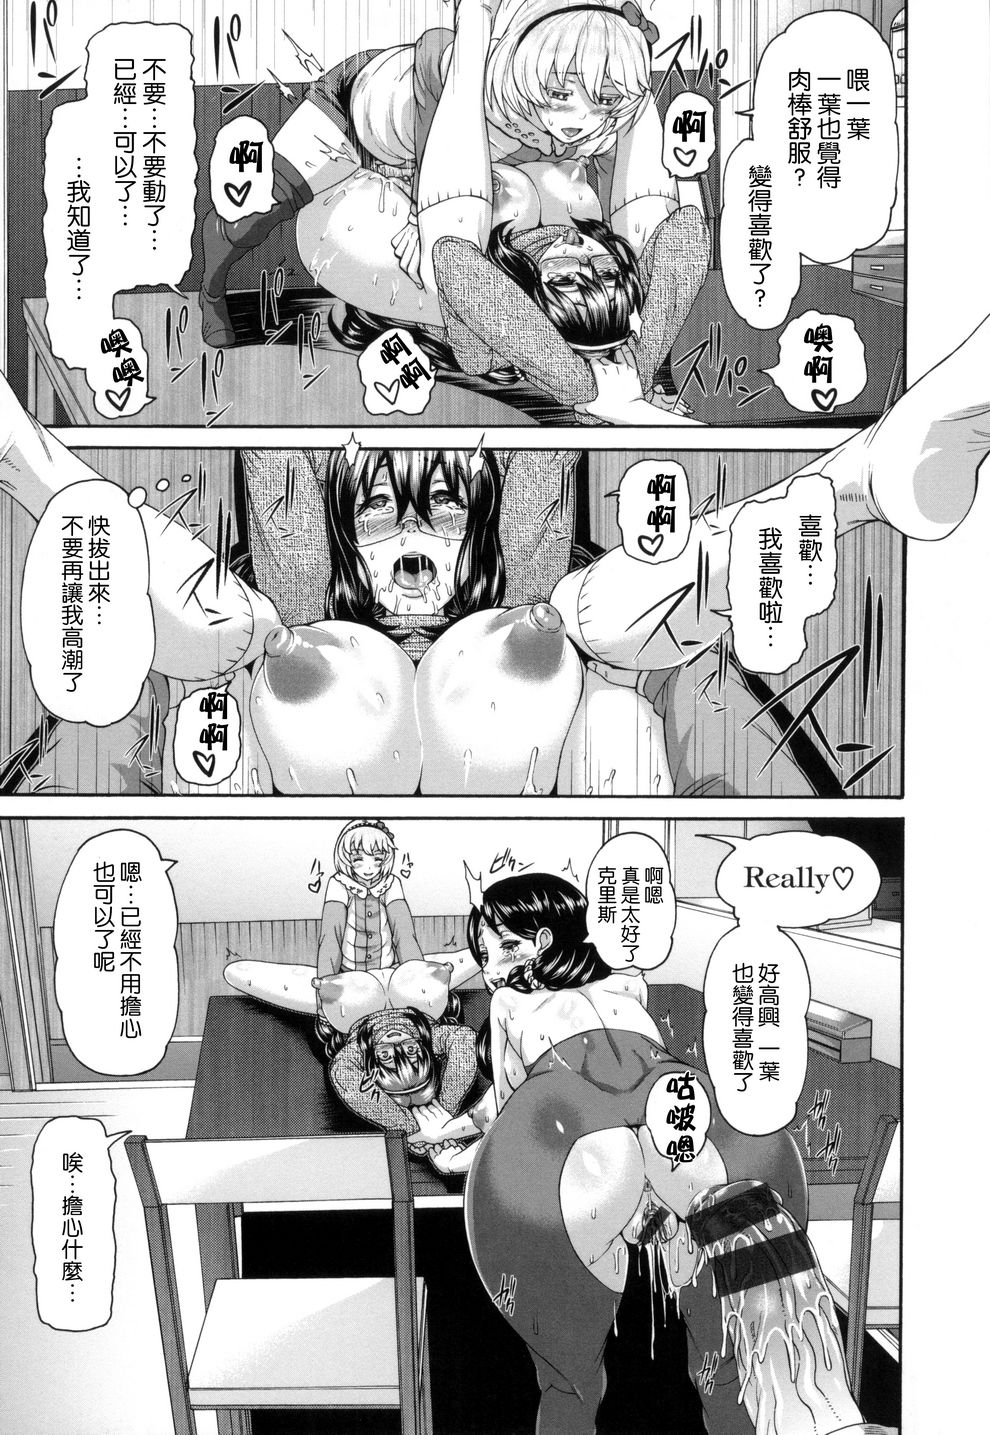 喂一葉
一葉也覺得
肉棒舒服？
變得喜歡了？
啊
啊
不要…不要動了…
已經…可以了…
…我知道了…
噢啊
啊啊
噢噢
喜歡…
我喜歡啦…
啊啊
快拔出來…
不要再讓我高潮了
啊啊
Really♡
好高興 一葉
也變得喜歡了
啊嗯
真是太好了
克里斯
嗯…已經不用擔心
也可以了呢
咕啵嗯
唉…擔心什麼…